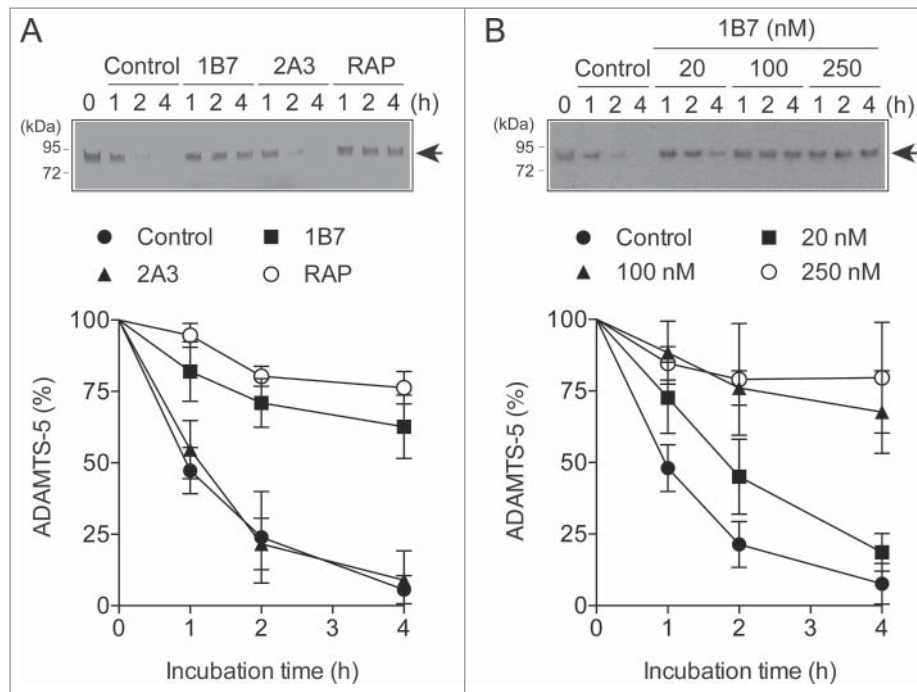 A
Control 1B7 2A3 RAP
0 1 2 4 1 2 4 1 2 4 1 2 4 (h)
(kDa)
95
72
Control 1B7
2A3 RAP
ADAMTS-5 (%)
100
75
50
25
0
0 1 2 4
Incubation time (h)
B
1B7 (nM)
Control 20 100 250
0 1 2 4 1 2 4 1 2 4 1 2 4 (h)
(kDa)
95
72
Control 20 nM
100 nM 250 nM
ADAMTS-5 (%)
100
75
50
25
0
0 1 2 4
Incubation time (h)